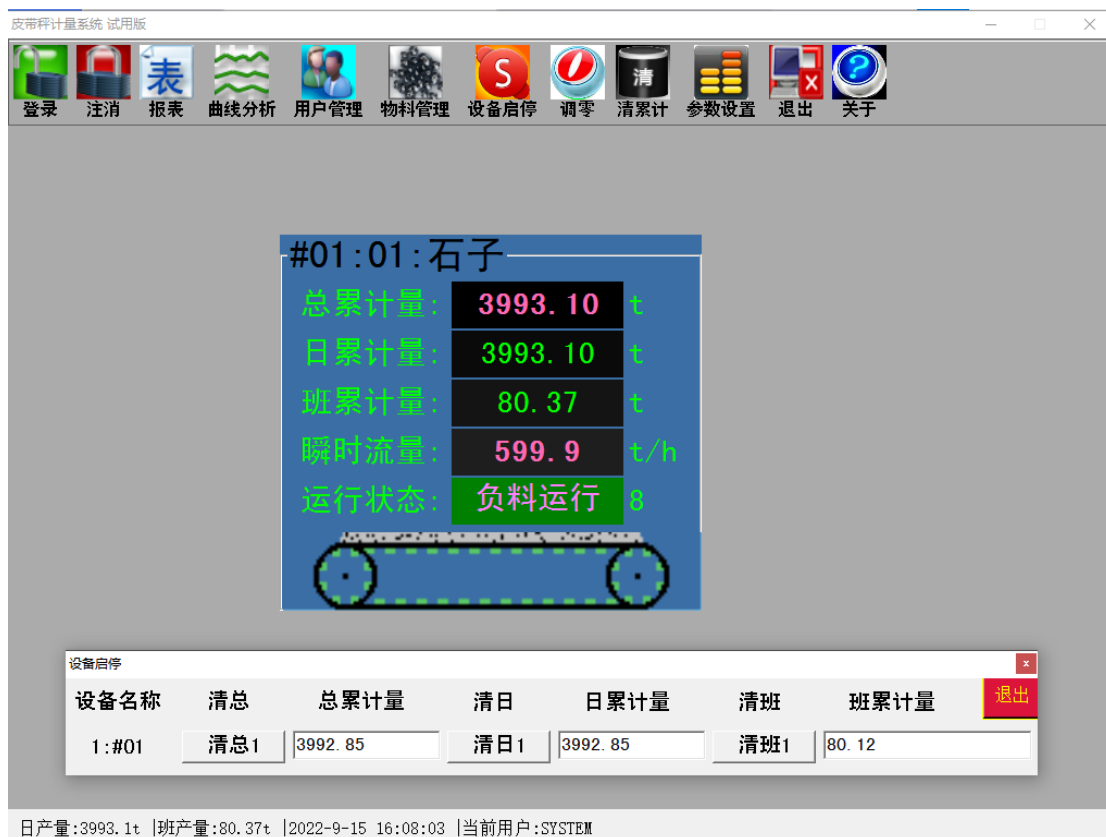 皮带秤计量系统 试用版
表 S 清 ?
登录 注消 报表 曲线分析 用户管理 物料管理 设备启停 调零 清累计 参数设置 退出 关于
#01:01:石子
总累计量: 3993.10 t
日累计量: 3993.10 t
班累计量: 80.37 t
瞬时流量: 599.9 t/h
运行状态: 负料运行 8
设备启停
设备名称 清总 总累计量 清日 日累计量 清班 班累计量 退出
1:#01 清总1 3992.85 清日1 3992.85 清班1 80.12
日产量:3993.1t |班产量:80.37t |2022-9-15 16:08:03 |当前用户:SYSTEM